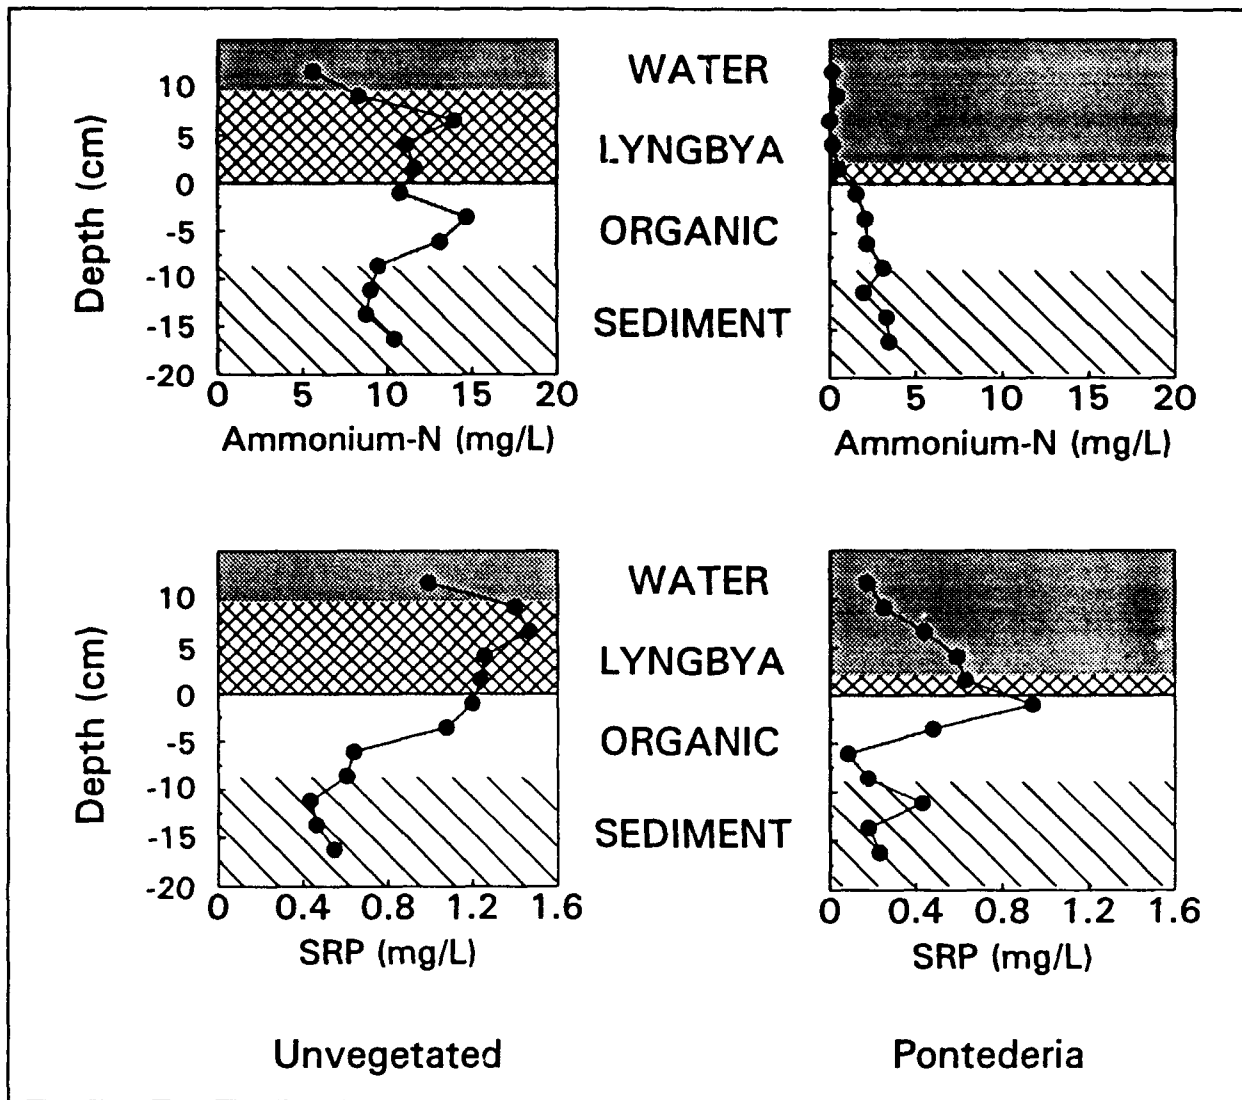 10
5
0
-5
-10
-15
-20
Depth (cm)
0 5 10 15 20
Ammonium-N (mg/L)
WATER
LYNGBYA
ORGANIC
SEDIMENT
0 5 10 15 20
Ammonium-N (mg/L)
10
5
0
-5
-10
-15
-20
Depth (cm)
0 0.4 0.8 1.2 1.6
SRP (mg/L)
WATER
LYNGBYA
ORGANIC
SEDIMENT
0 0.4 0.8 1.2 1.6
SRP (mg/L)
Unvegetated
Pontederia